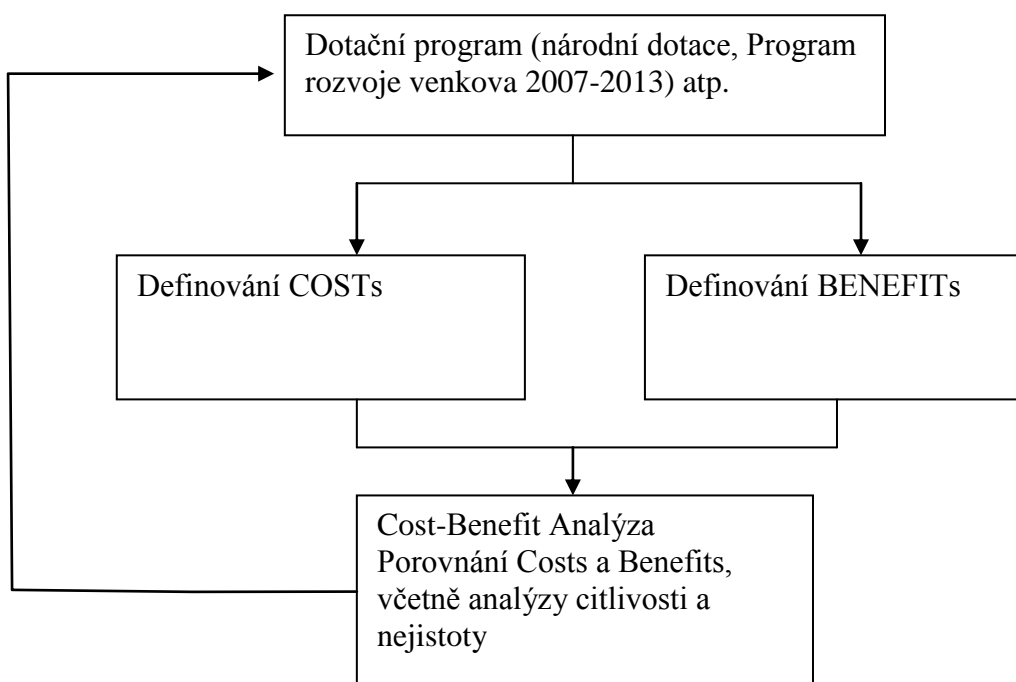 Dotační program (národní dotace, Program
rozvoje venkova 2007-2013) atp.
Definování COSTs
Definování BENEFITs
Cost-Benefit Analýza
Porovnání Costs a Benefits,
včetně analýzy citlivosti a
nejistoty